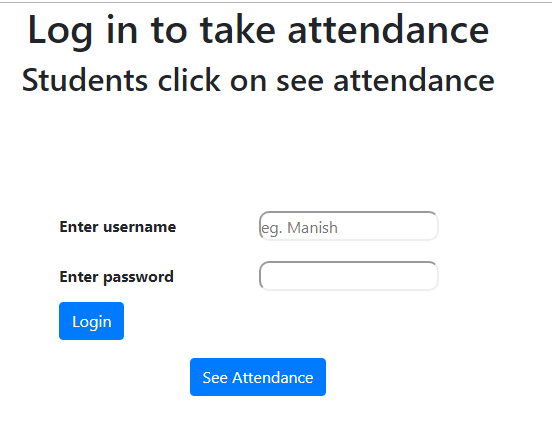 Log in to take attendance
Students click on see attendance
Enter username eg. Manish
Enter password
Login
See Attendance